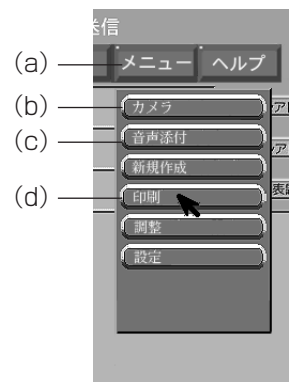 送信
(a) メニュー ヘルプ
(b) カメラ
(c) 音声添付
新規作成
(d) 印刷
調整
設定